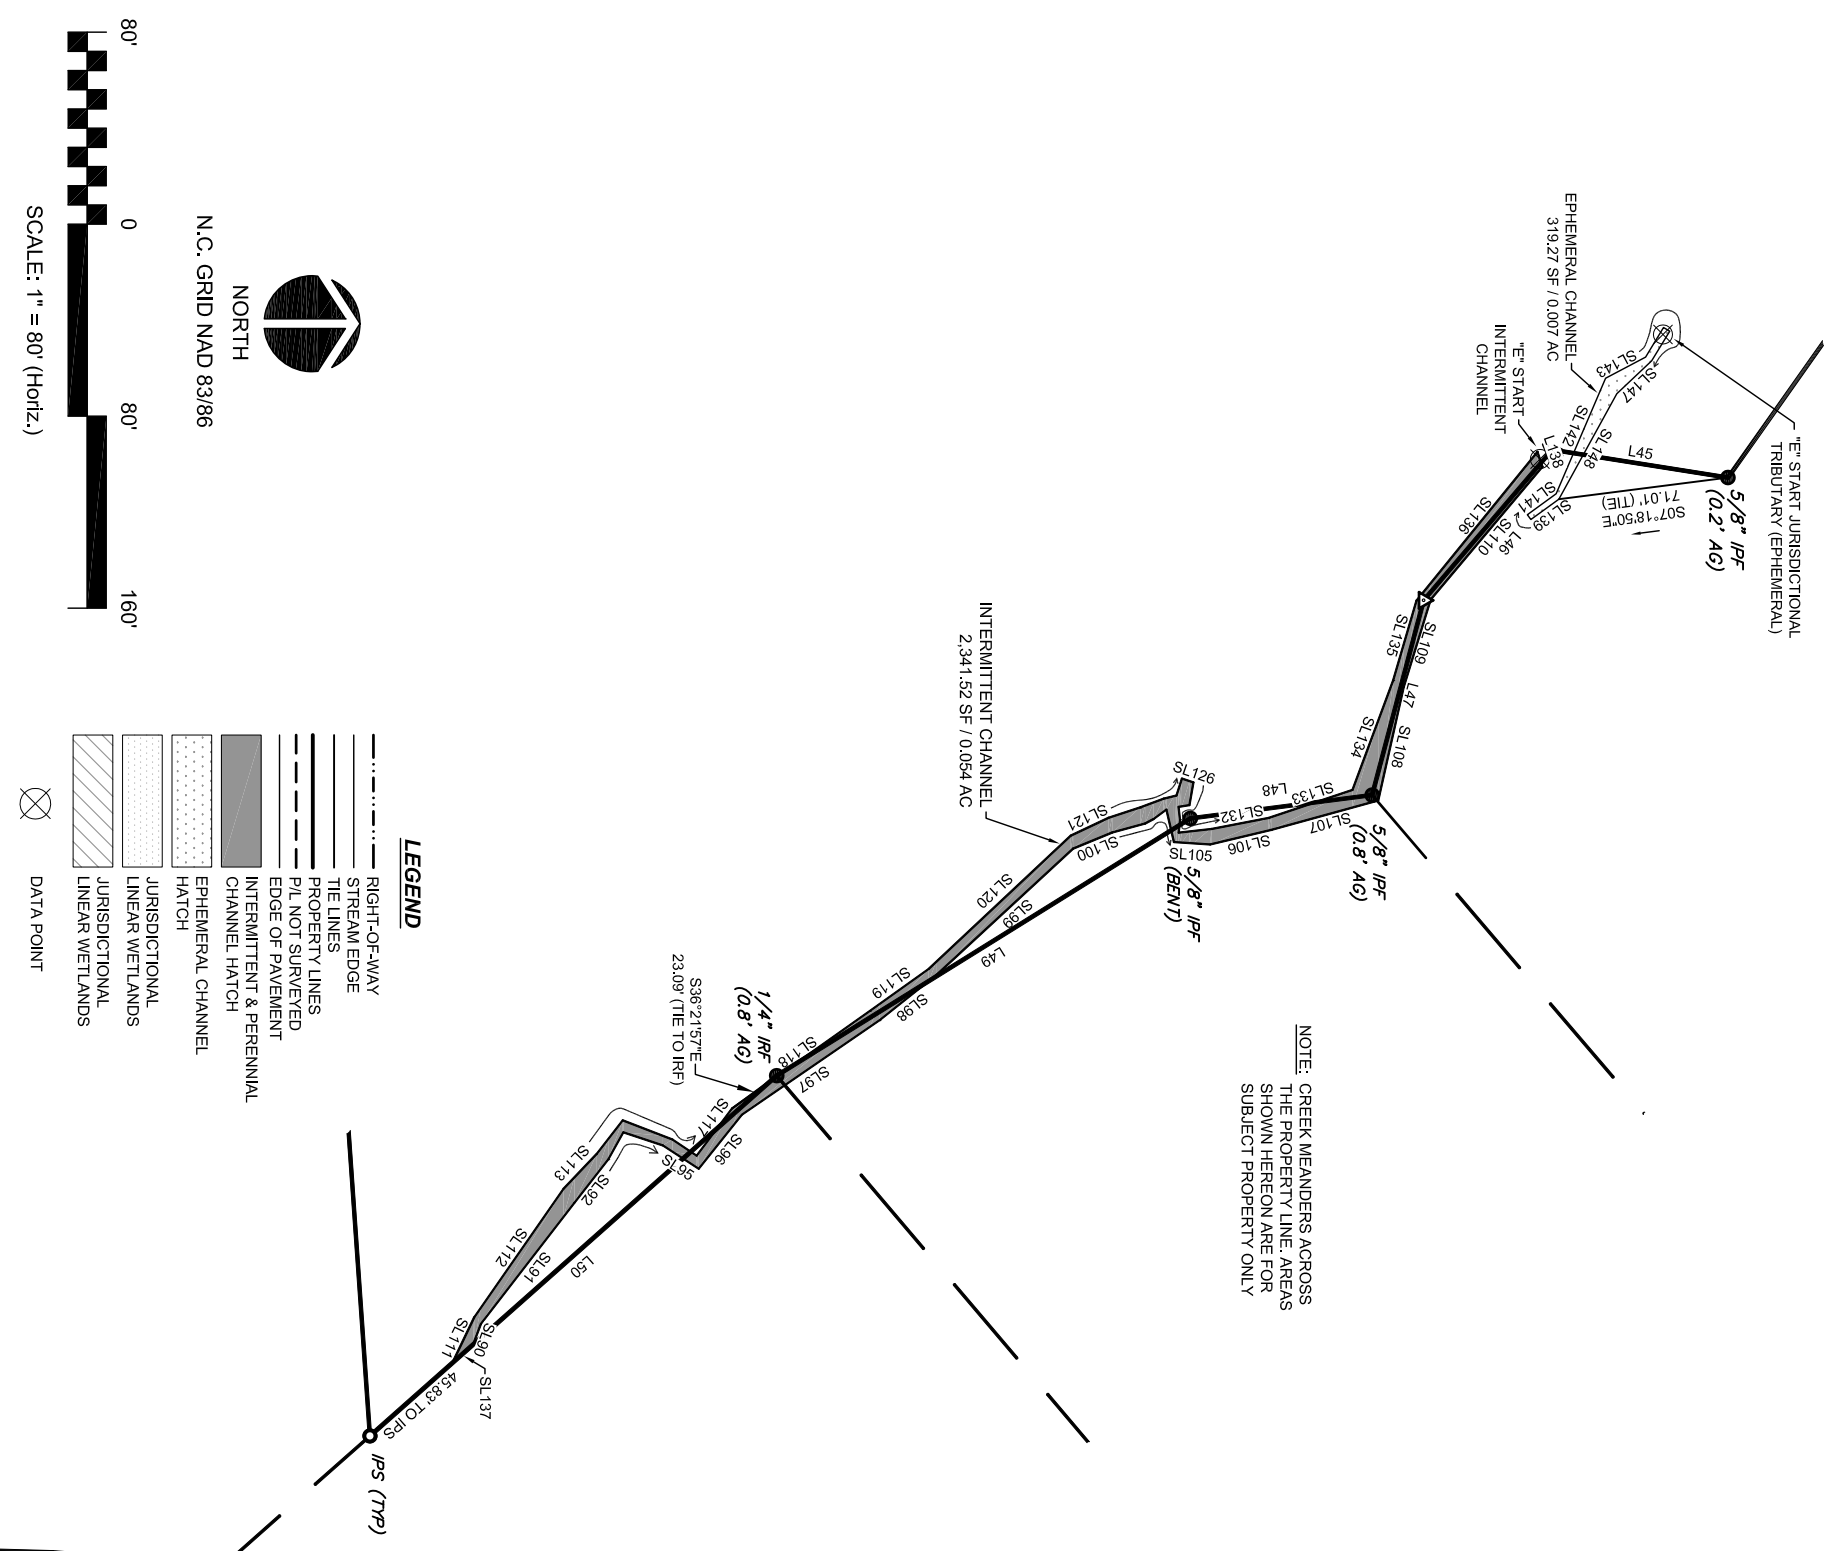 "E" START JURISDICTIONAL
TRIBUTARY (EPHEMERAL)
5/8" IPF
(0.2' AG)
S07°18'50"E
71.01' (TIE)
L45
EPHEMERAL CHANNEL
319.27 SF / 0.007 AC
"E" START
INTERMITTENT
CHANNEL
SL143
SL147
SL142
SL148
L138
SL141
SL139
L46
SL110
SL136
SL109
SL135
L47
SL108
SL134
5/8" IPF
(0.8' AG)
L48
SL133
SL107
SL132
SL106
SL126
SL105
5/8" IPF
(BENT)
INTERMITTENT CHANNEL
2,341.52 SF / 0.054 AC
SL121
SL100
SL120
SL99
L49
SL119
SL98
1/4" IRF
(0.8' AG)
SL118
SL97
S36°21'57"E
23.09' (TIE TO IRF)
SL117
SL96
SL95
SL113
SL92
SL112
SL91
L50
SL90
SL111
SL137
45.83' TO IPS
IPS (TYP)
NOTE: CREEK MEANDERS ACROSS
THE PROPERTY LINE. AREAS
SHOWN HEREON ARE FOR
SUBJECT PROPERTY ONLY
LEGEND
RIGHT-OF-WAY
STREAM EDGE
TIE LINES
PROPERTY LINES
P/L NOT SURVEYED
EDGE OF PAVEMENT
INTERMITTENT & PERENNIAL
CHANNEL HATCH
EPHEMERAL CHANNEL
HATCH
JURISDICTIONAL
LINEAR WETLANDS
JURISDICTIONAL
LINEAR WETLANDS
DATA POINT
NORTH
N.C. GRID NAD 83/86
80' 0 80' 160'
SCALE: 1" = 80' (Horiz.)